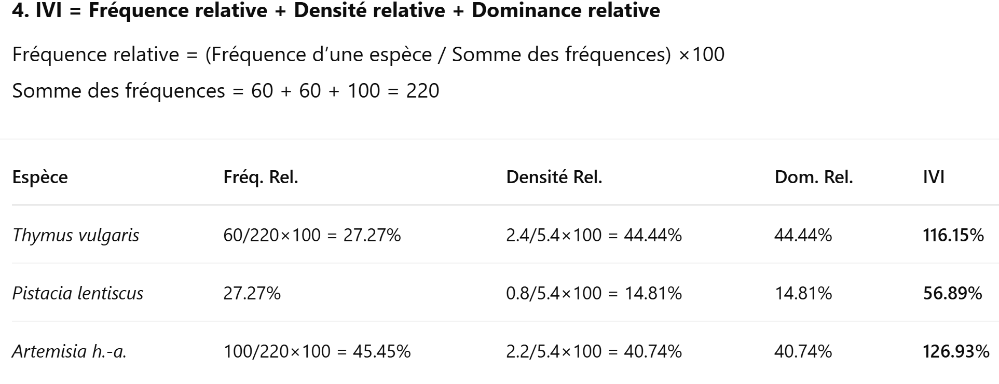 4. IVI = Fréquence relative + Densité relative + Dominance relative
Fréquence relative = (Fréquence d’une espèce / Somme des fréquences) ×100
Somme des fréquences = 60 + 60 + 100 = 220
Espèce Fréq. Rel. Densité Rel. Dom. Rel. IVI
Thymus vulgaris 60/220×100 = 27.27% 2.4/5.4×100 = 44.44% 44.44% 116.15%
Pistacia lentiscus 27.27% 0.8/5.4×100 = 14.81% 14.81% 56.89%
Artemisia h.-a. 100/220×100 = 45.45% 2.2/5.4×100 = 40.74% 40.74% 126.93%